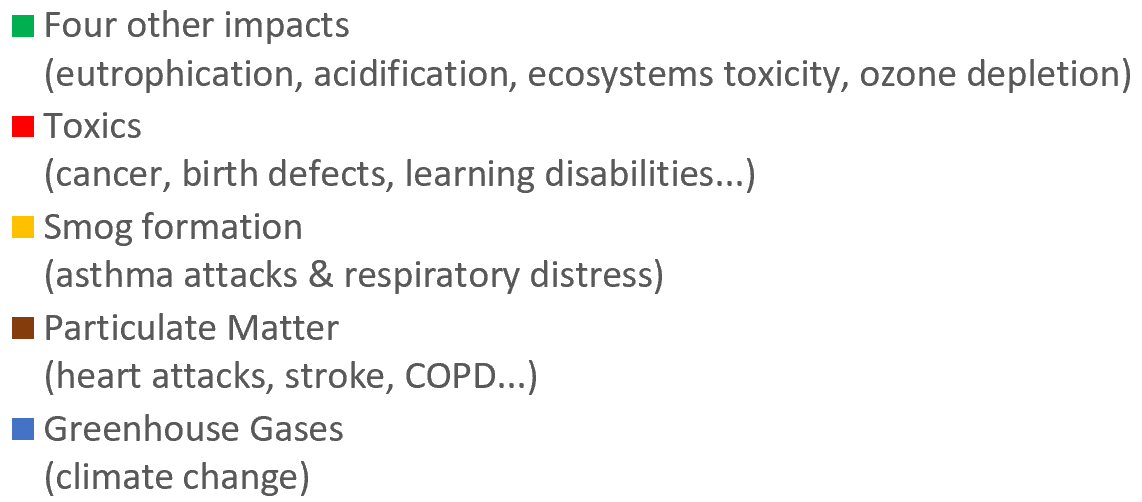 Four other impacts
(eutrophication, acidification, ecosystems toxicity, ozone depletion)
Toxics
(cancer, birth defects, learning disabilities...)
Smog formation
(asthma attacks & respiratory distress)
Particulate Matter
(heart attacks, stroke, COPD...)
Greenhouse Gases
(climate change)